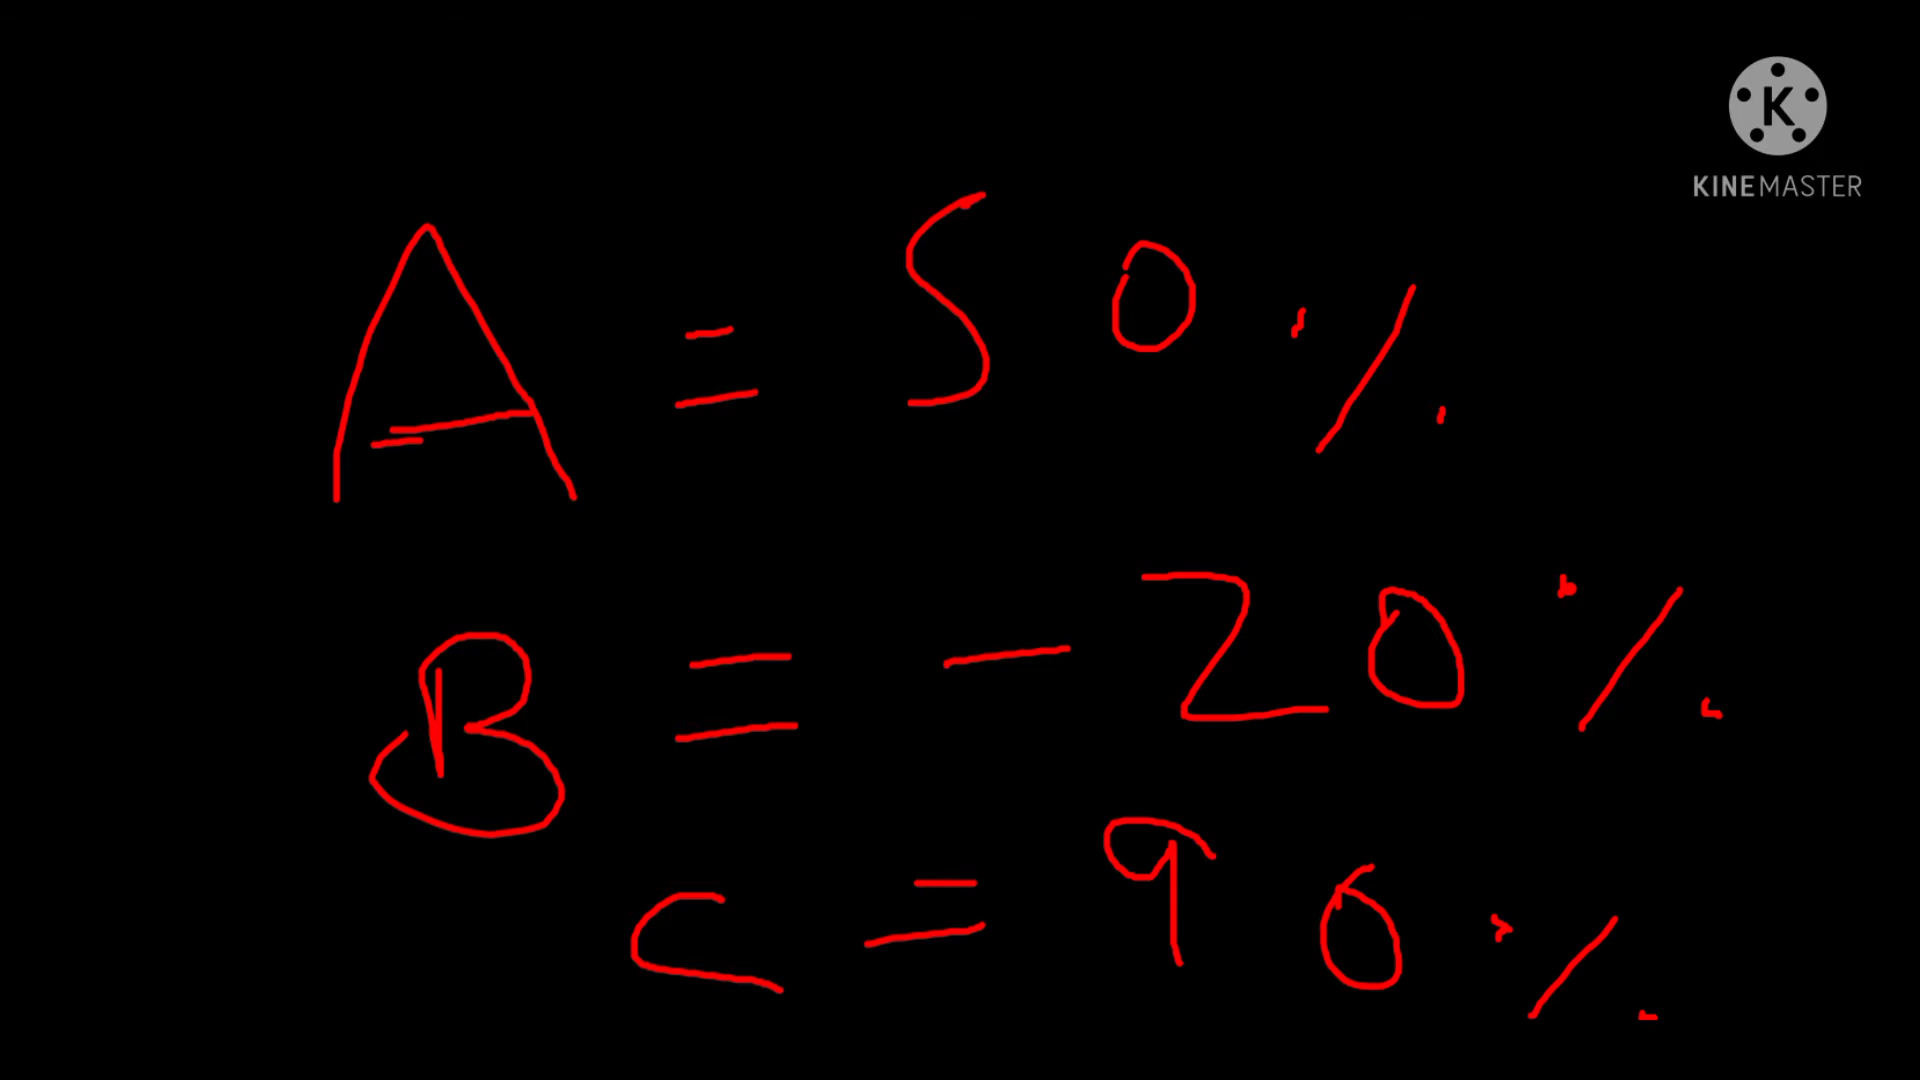 KINEMASTER
A = 50%
B = -20%
C = 90%